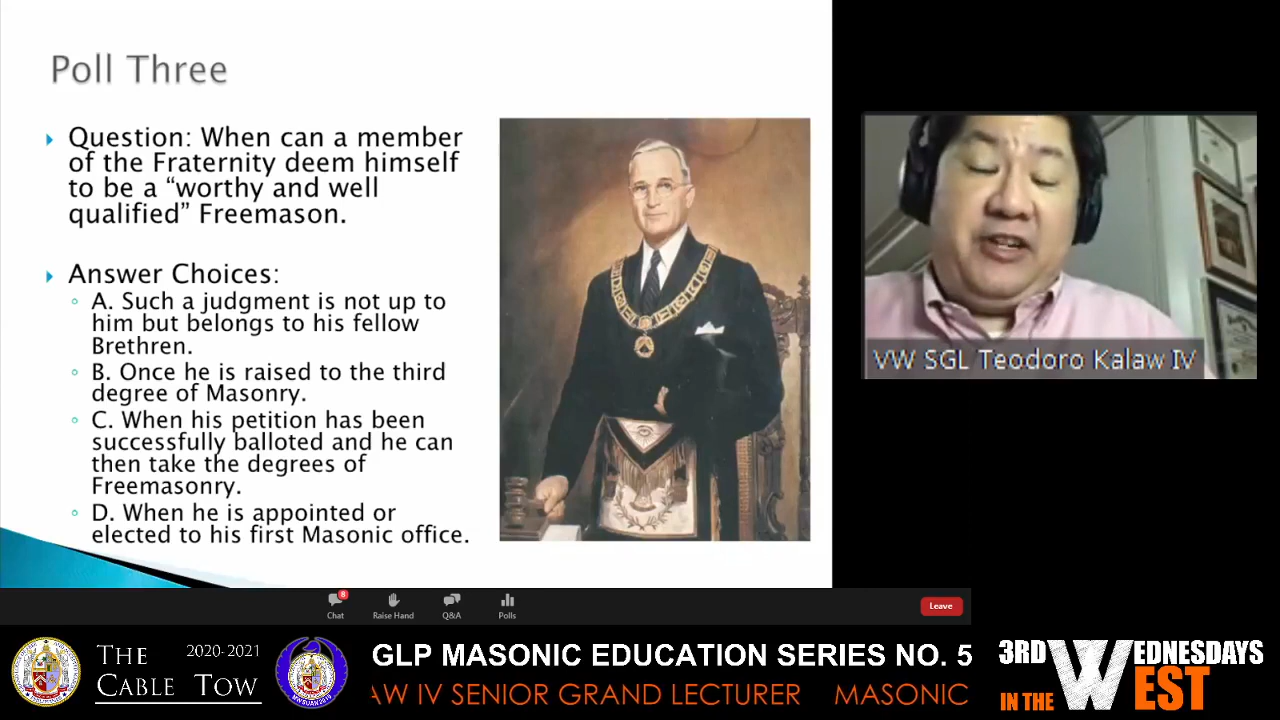 Poll Three
Question: When can a member
of the Fraternity deem himself
to be a “worthy and well
qualified” Freemason.
Answer Choices:
A. Such a judgment is not up to
him but belongs to his fellow
Brethren.
B. Once he is raised to the third
degree of Masonry.
C. When his petition has been
successfully balloted and he can
then take the degrees of
Freemasonry.
D. When he is appointed or
elected to his first Masonic office.
VW SGL Teodoro Kalaw IV
8
Chat
Raise Hand
Q&A
Polls
Leave
THE
2020-2021
CABLE TOW
GLP MASONIC EDUCATION SERIES NO. 5
AW IV SENIOR GRAND LECTURER MASONIC
3RD WEDNESDAYS
IN THE WEST